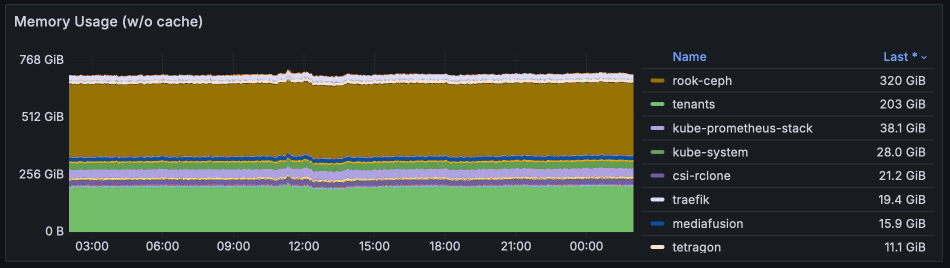 Memory Usage (w/o cache)
768 GiB
512 GiB
256 GiB
0 B
03:00 06:00 09:00 12:00 15:00 18:00 21:00 00:00
Name Last *
rook-ceph 320 GiB
tenants 203 GiB
kube-prometheus-stack 38.1 GiB
kube-system 28.0 GiB
csi-rclone 21.2 GiB
traefik 19.4 GiB
mediafusion 15.9 GiB
tetragon 11.1 GiB